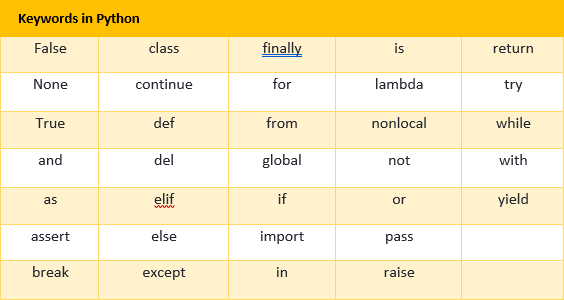 Keywords in Python
False class finally is return
None continue for lambda try
True def from nonlocal while
and del global not with
as elif if or yield
assert else import pass
break except in raise